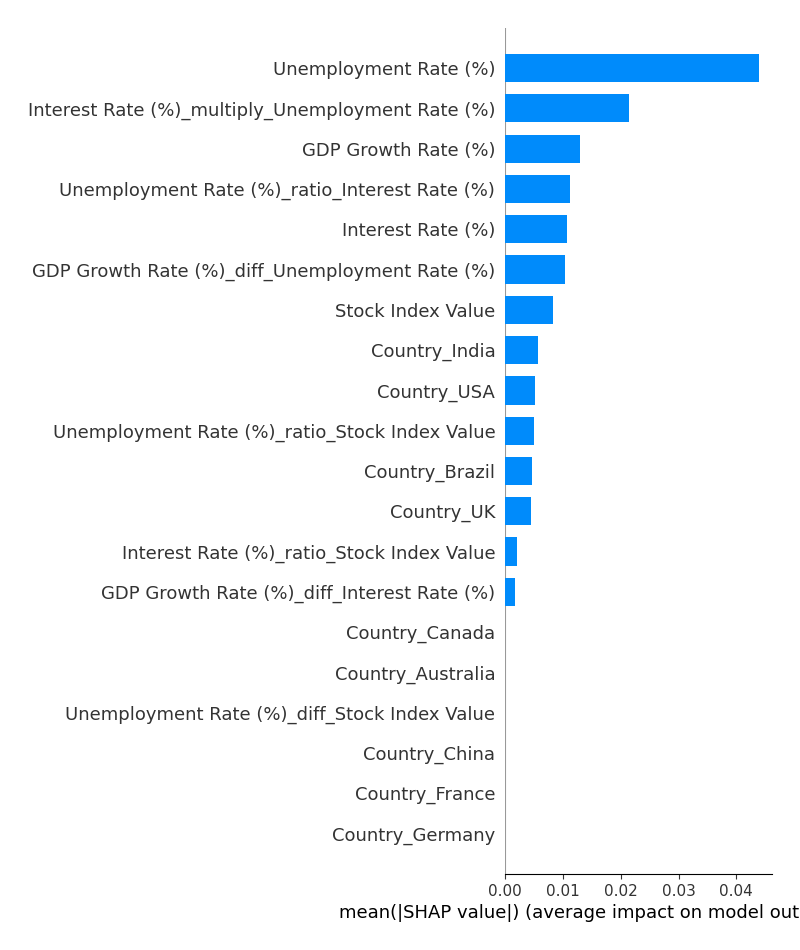 Unemployment Rate (%)
Interest Rate (%)_multiply_Unemployment Rate (%)
GDP Growth Rate (%)
Unemployment Rate (%)_ratio_Interest Rate (%)
Interest Rate (%)
GDP Growth Rate (%)_diff_Unemployment Rate (%)
Stock Index Value
Country_India
Country_USA
Unemployment Rate (%)_ratio_Stock Index Value
Country_Brazil
Country_UK
Interest Rate (%)_ratio_Stock Index Value
GDP Growth Rate (%)_diff_Interest Rate (%)
Country_Canada
Country_Australia
Unemployment Rate (%)_diff_Stock Index Value
Country_China
Country_France
Country_Germany
0.00 0.01 0.02 0.03 0.04
mean(|SHAP value|) (average impact on model out